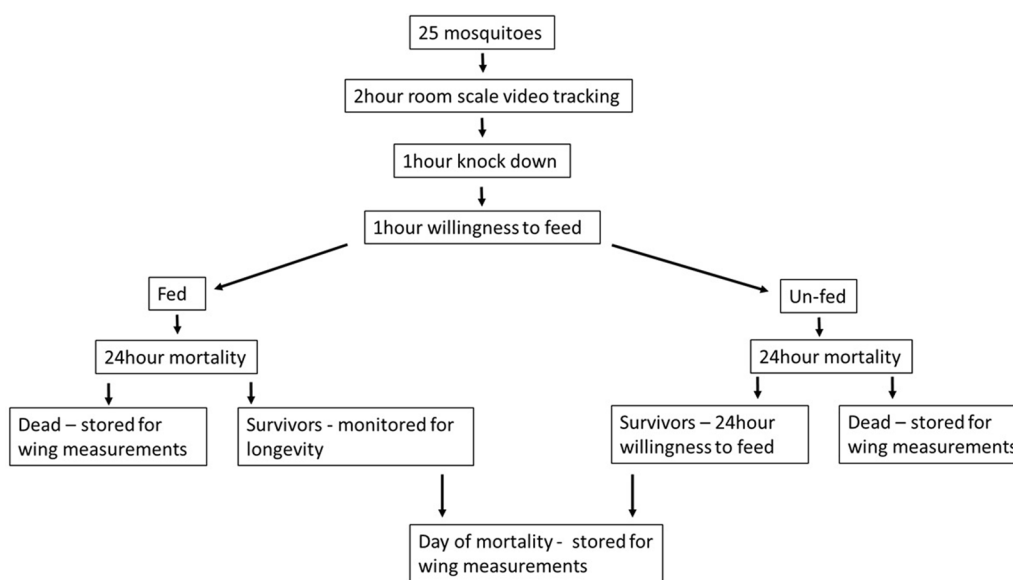 25 mosquitoes
2hour room scale video tracking
1hour knock down
1hour willingness to feed
Fed
Un-fed
24hour mortality
24hour mortality
Dead – stored for
wing measurements
Survivors - monitored for
longevity
Survivors – 24hour
willingness to feed
Dead – stored for
wing measurements
Day of mortality - stored for
wing measurements